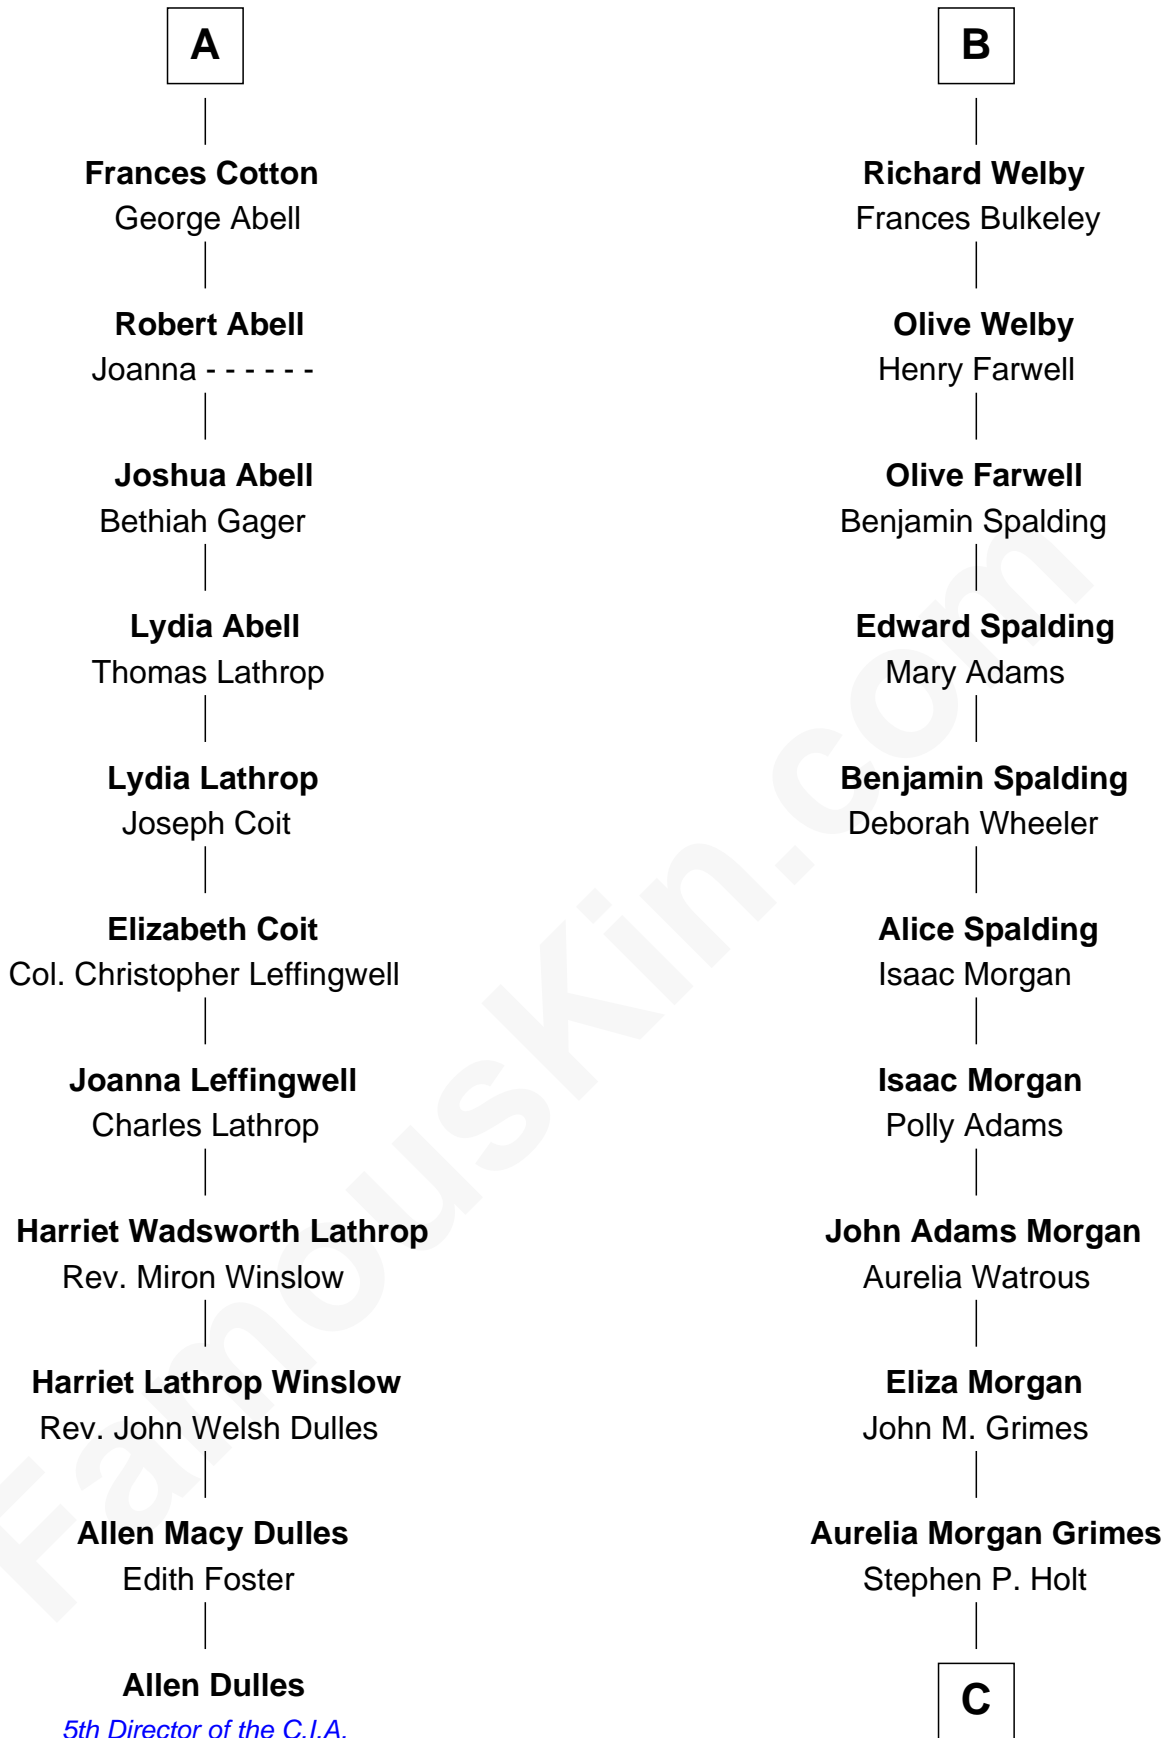 A
Frances Cotton
George Abell
Robert Abell
Joanna - - - - - -
Joshua Abell
Bethiah Gager
Lydia Abell
Thomas Lathrop
Lydia Lathrop
Joseph Coit
Elizabeth Coit
Col. Christopher Leffingwell
Joanna Leffingwell
Charles Lathrop
Harriet Wadsworth Lathrop
Rev. Miron Winslow
Harriet Lathrop Winslow
Rev. John Welsh Dulles
Allen Macy Dulles
Edith Foster
Allen Dulles
5th Director of the C.I.A.
B
Richard Welby
Frances Bulkeley
Olive Welby
Henry Farwell
Olive Farwell
Benjamin Spalding
Edward Spalding
Mary Adams
Benjamin Spalding
Deborah Wheeler
Alice Spalding
Isaac Morgan
Isaac Morgan
Polly Adams
John Adams Morgan
Aurelia Watrous
Eliza Morgan
John M. Grimes
Aurelia Morgan Grimes
Stephen P. Holt
C
FamousKin.com